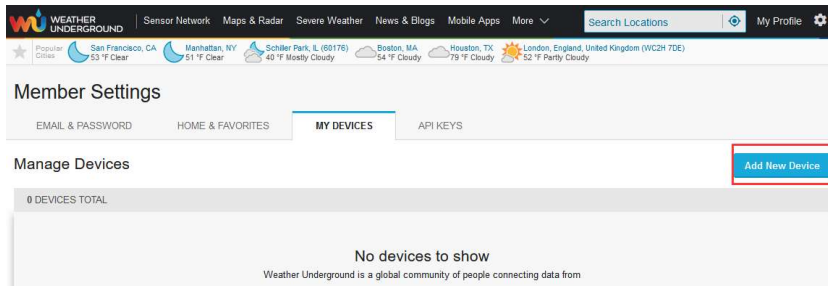 WEATHER UNDERGROUND Sensor Network Maps & Radar Severe Weather News & Blogs Mobile Apps More Search Locations My Profile
Popular Cities San Francisco, CA 53 °F Clear Manhattan, NY 51 °F Clear Schiller Park, IL (60176) 40 °F Mostly Cloudy Boston, MA 54 °F Cloudy Houston, TX 79 °F Cloudy London, England, United Kingdom (WC2H 7DE) 52 °F Partly Cloudy
Member Settings
EMAIL & PASSWORD HOME & FAVORITES MY DEVICES API KEYS
Manage Devices Add New Device
0 DEVICES TOTAL
No devices to show
Weather Underground is a global community of people connecting data from